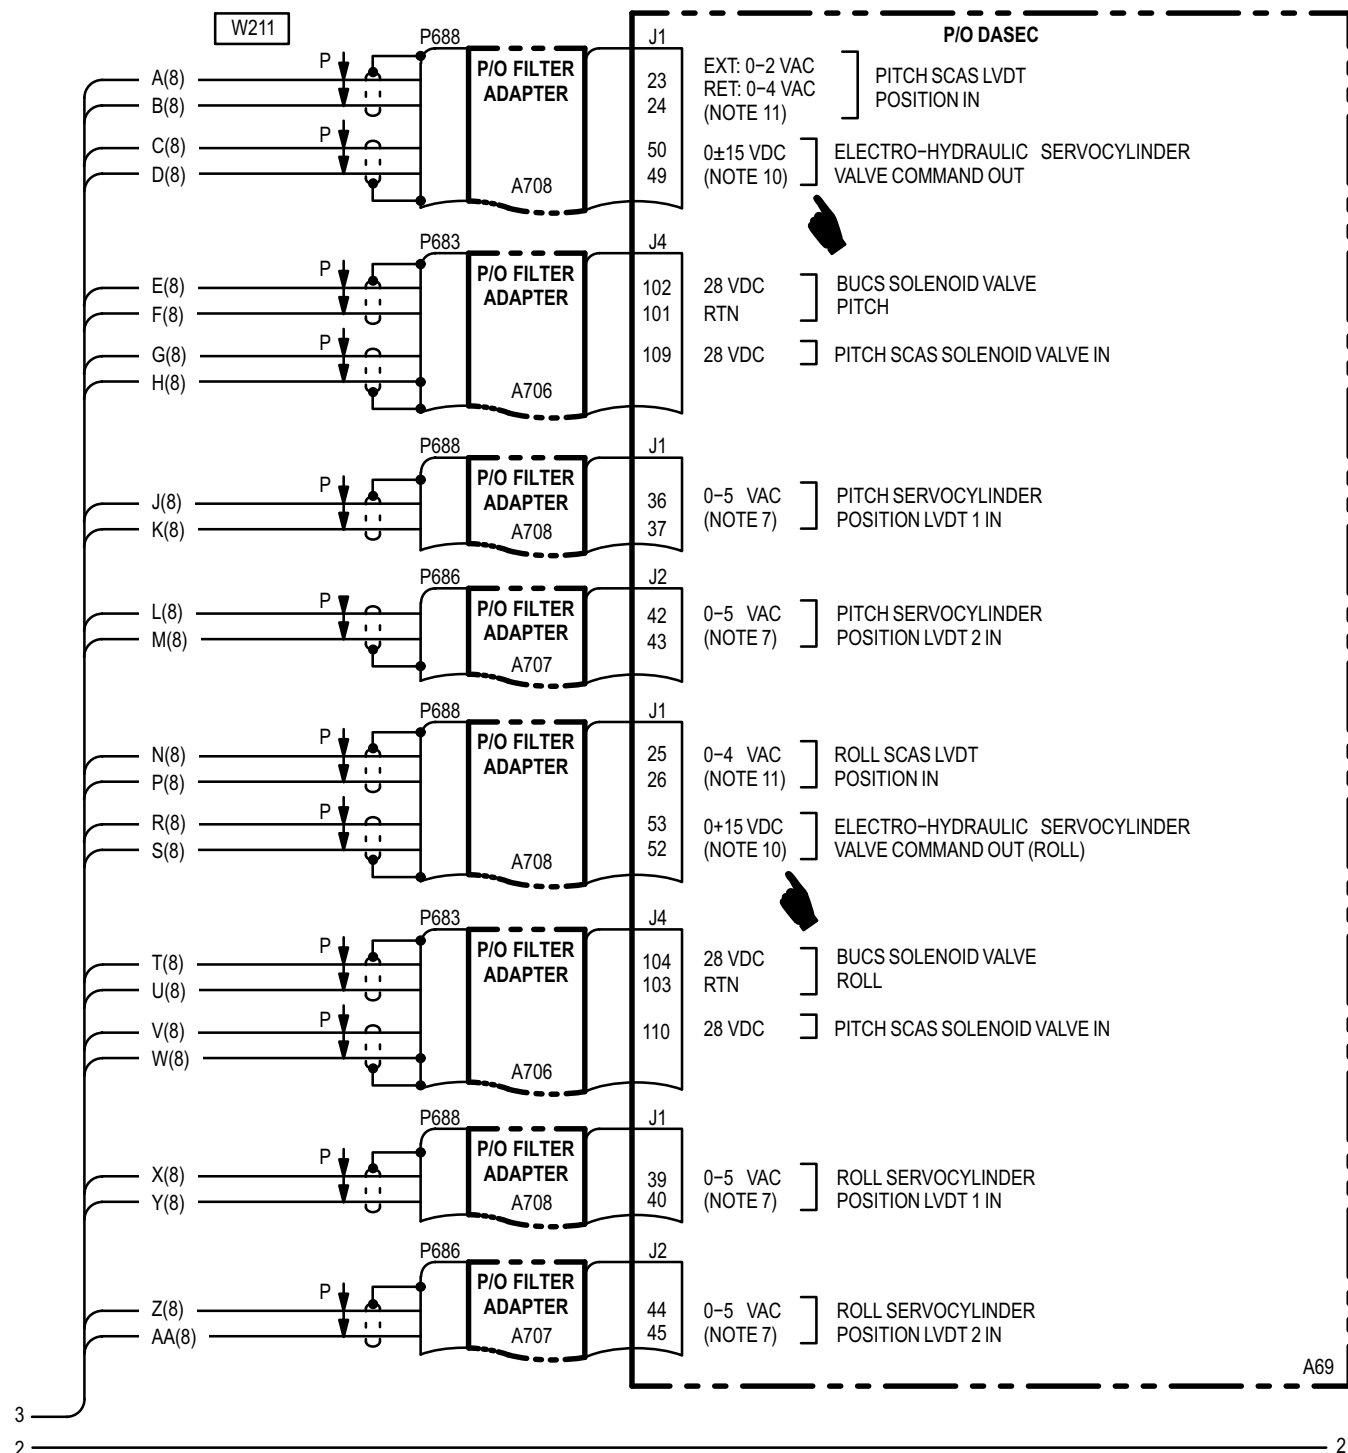 W211
P/O DASEC
P688
J1
P
P/O FILTER
ADAPTER
A708
A(8)
B(8)
23
24
EXT: 0−2 VAC
RET: 0−4 VAC
(NOTE 11)
PITCH SCAS LVDT
POSITION IN
P
C(8)
D(8)
50
49
0±15 VDC
(NOTE 10)
ELECTRO−HYDRAULIC SERVOCYLINDER
VALVE COMMAND OUT
P683
J4
P
P/O FILTER
ADAPTER
A706
E(8)
F(8)
102
101
28 VDC
RTN
BUCS SOLENOID VALVE
PITCH
P
G(8)
H(8)
109
28 VDC
PITCH SCAS SOLENOID VALVE IN
P688
J1
P
P/O FILTER
ADAPTER
A708
J(8)
K(8)
36
37
0−5 VAC
(NOTE 7)
PITCH SERVOCYLINDER
POSITION LVDT 1 IN
P686
J2
P
P/O FILTER
ADAPTER
A707
L(8)
M(8)
42
43
0−5 VAC
(NOTE 7)
PITCH SERVOCYLINDER
POSITION LVDT 2 IN
P688
J1
P
P/O FILTER
ADAPTER
A708
N(8)
P(8)
25
26
0−4 VAC
(NOTE 11)
ROLL SCAS LVDT
POSITION IN
P
R(8)
S(8)
53
52
0+15 VDC
(NOTE 10)
ELECTRO−HYDRAULIC SERVOCYLINDER
VALVE COMMAND OUT (ROLL)
P683
J4
P
P/O FILTER
ADAPTER
A706
T(8)
U(8)
104
103
28 VDC
RTN
BUCS SOLENOID VALVE
ROLL
P
V(8)
W(8)
110
28 VDC
PITCH SCAS SOLENOID VALVE IN
P688
J1
P
P/O FILTER
ADAPTER
A708
X(8)
Y(8)
39
40
0−5 VAC
(NOTE 7)
ROLL SERVOCYLINDER
POSITION LVDT 1 IN
P686
J2
P
P/O FILTER
ADAPTER
A707
Z(8)
AA(8)
44
45
0−5 VAC
(NOTE 7)
ROLL SERVOCYLINDER
POSITION LVDT 2 IN
A69
3
2
2